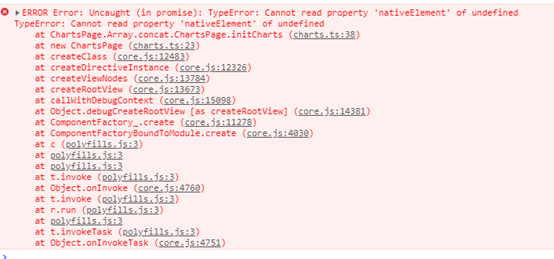 ERROR Error: Uncaught (in promise): TypeError: Cannot read property 'nativeElement' of undefined
TypeError: Cannot read property 'nativeElement' of undefined
at ChartsPage.Array.concat.ChartsPage.initCharts (charts.ts:38)
at new ChartsPage (charts.ts:23)
at createClass (core.js:12483)
at createDirectiveInstance (core.js:12326)
at createViewNodes (core.js:13784)
at createRootView (core.js:13673)
at callWithDebugContext (core.js:15098)
at Object.debugCreateRootView [as createRootView] (core.js:14381)
at ComponentFactory_.create (core.js:11278)
at ComponentFactoryBoundToModule.create (core.js:4030)
at c (polyfills.js:3)
at polyfills.js:3
at polyfills.js:3
at t.invoke (polyfills.js:3)
at Object.onInvoke (core.js:4760)
at t.invoke (polyfills.js:3)
at r.run (polyfills.js:3)
at polyfills.js:3
at t.invokeTask (polyfills.js:3)
at Object.onInvokeTask (core.js:4751)